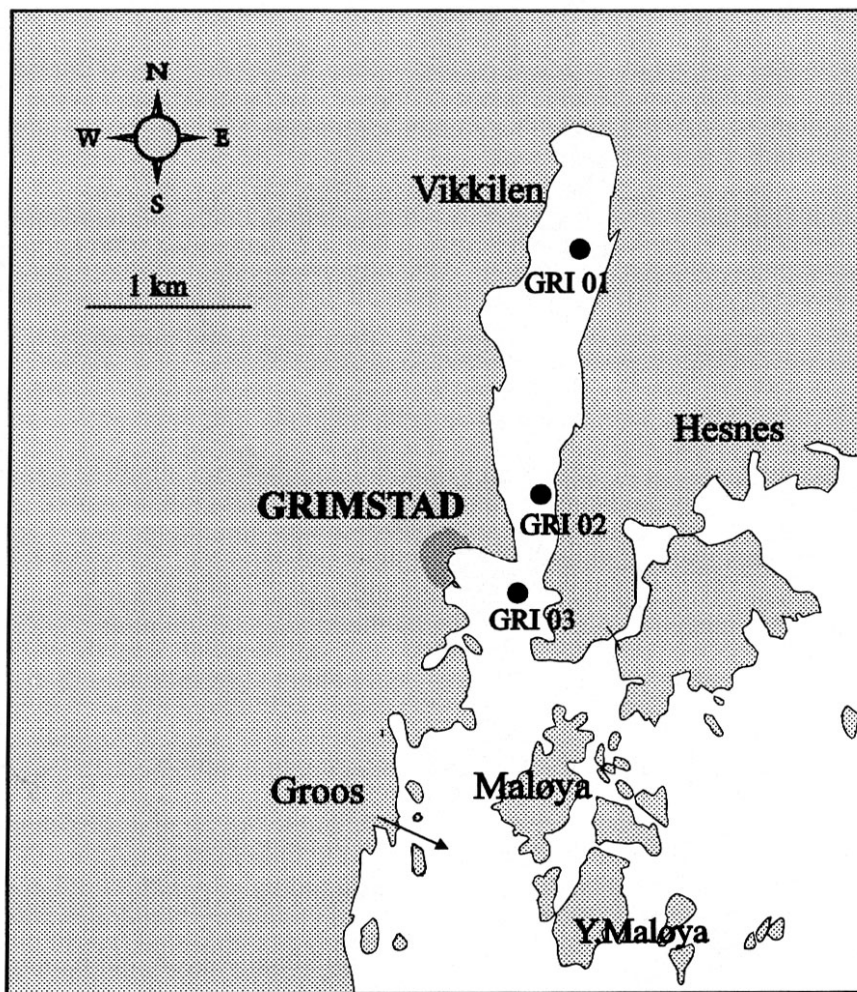 N
W E
S
Vikkilen
1 km
GRI 01
Hesnes
GRIMSTAD
GRI 02
GRI 03
Groos
Maløya
Y.Maløya